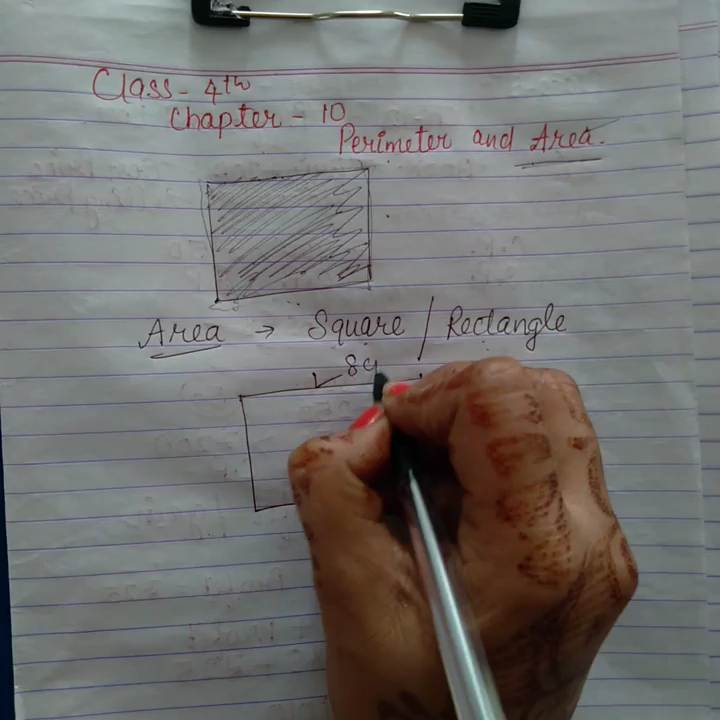 Class - 4th
Chapter - 10
Perimeter and Area.
Area → Square / Rectangle